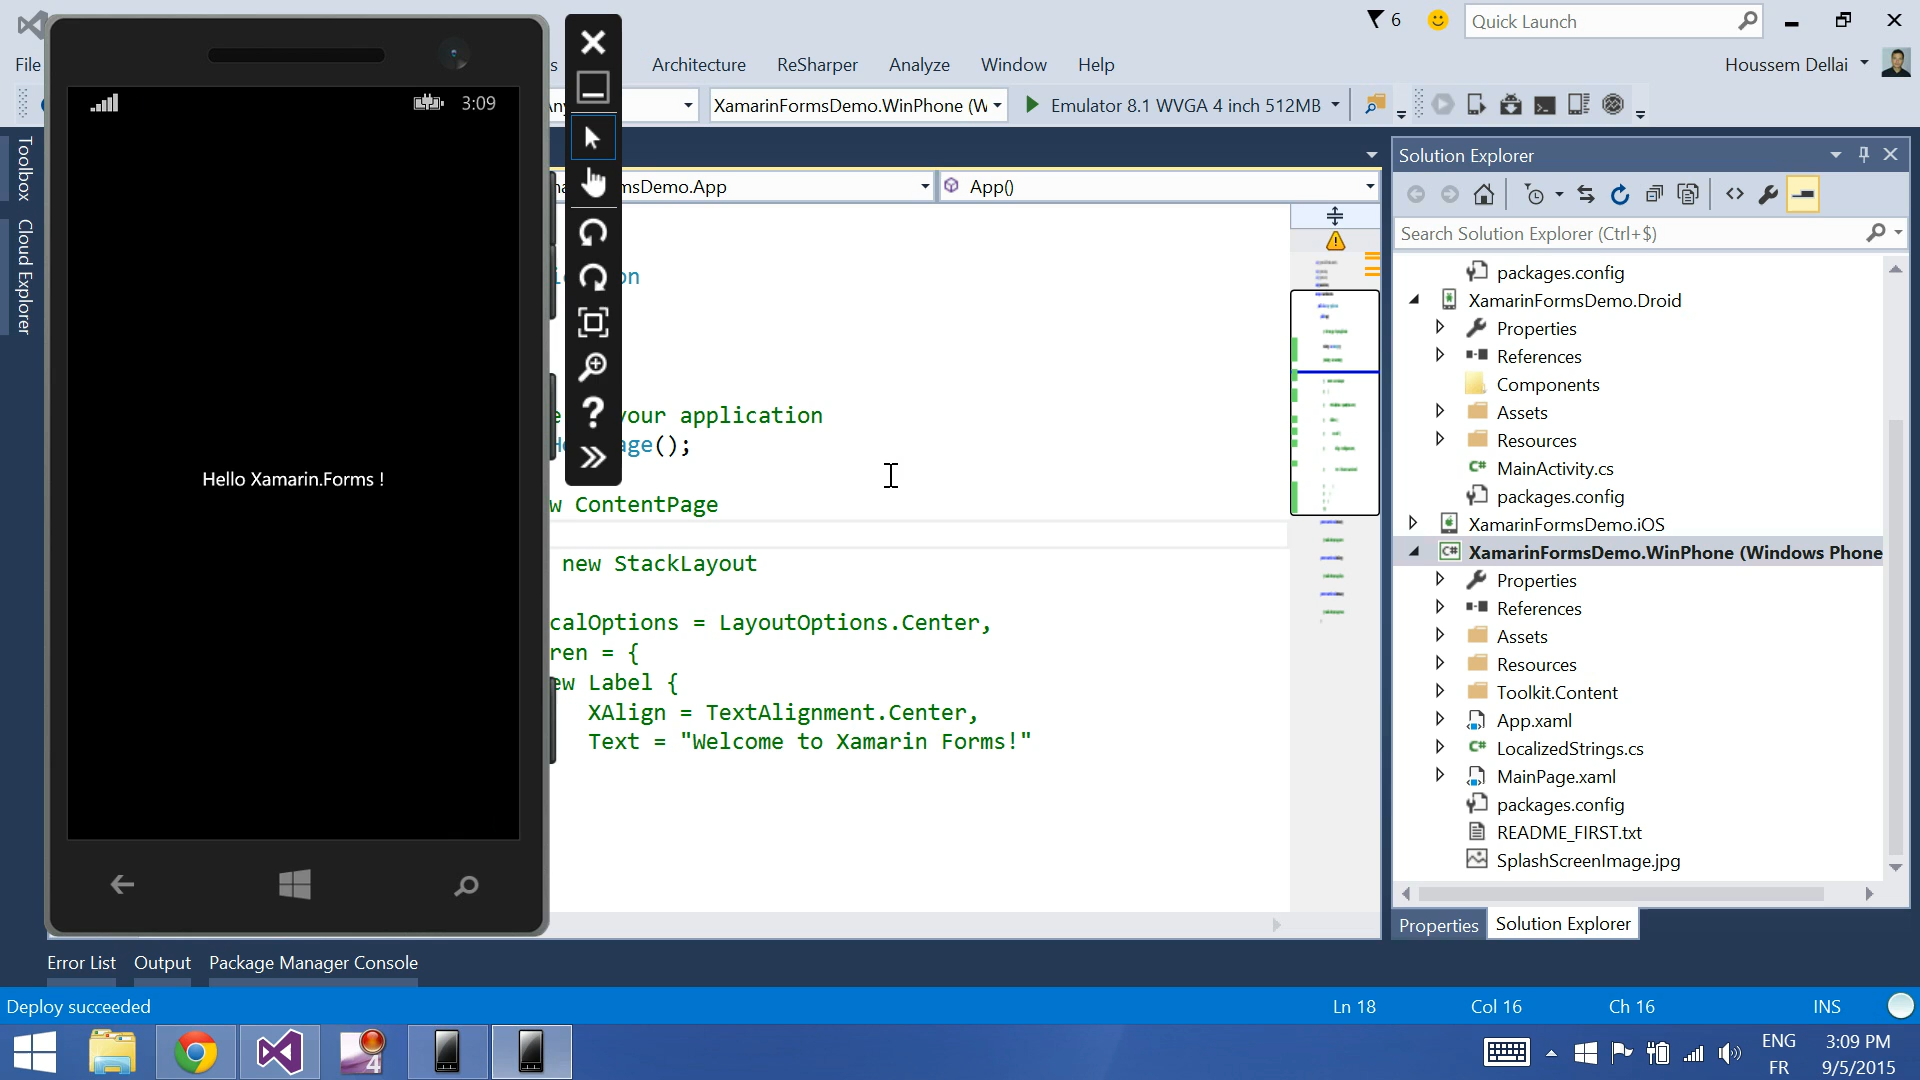 6
Quick Launch
File
s
Architecture
ReSharper
Analyze
Window
Help
Houssem Dellai
XamarinFormsDemo.WinPhone (W
Emulator 8.1 WVGA 4 inch 512MB
3:09
Toolbox
Cloud Explorer
msDemo.App
App()
Solution Explorer
Search Solution Explorer (Ctrl+$)
on
your application
age();
w ContentPage
new StackLayout
calOptions = LayoutOptions.Center,
ren = {
ew Label {
XAlign = TextAlignment.Center,
Text = "Welcome to Xamarin Forms!"
Hello Xamarin.Forms !
packages.config
XamarinFormsDemo.Droid
Properties
References
Components
Assets
Resources
C# MainActivity.cs
packages.config
XamarinFormsDemo.iOS
C# XamarinFormsDemo.WinPhone (Windows Phone
Properties
References
Assets
Resources
Toolkit.Content
App.xaml
C# LocalizedStrings.cs
MainPage.xaml
packages.config
README_FIRST.txt
SplashScreenImage.jpg
Properties
Solution Explorer
Error List
Output
Package Manager Console
Deploy succeeded
Ln 18
Col 16
Ch 16
INS
4
ENG
FR
3:09 PM
9/5/2015